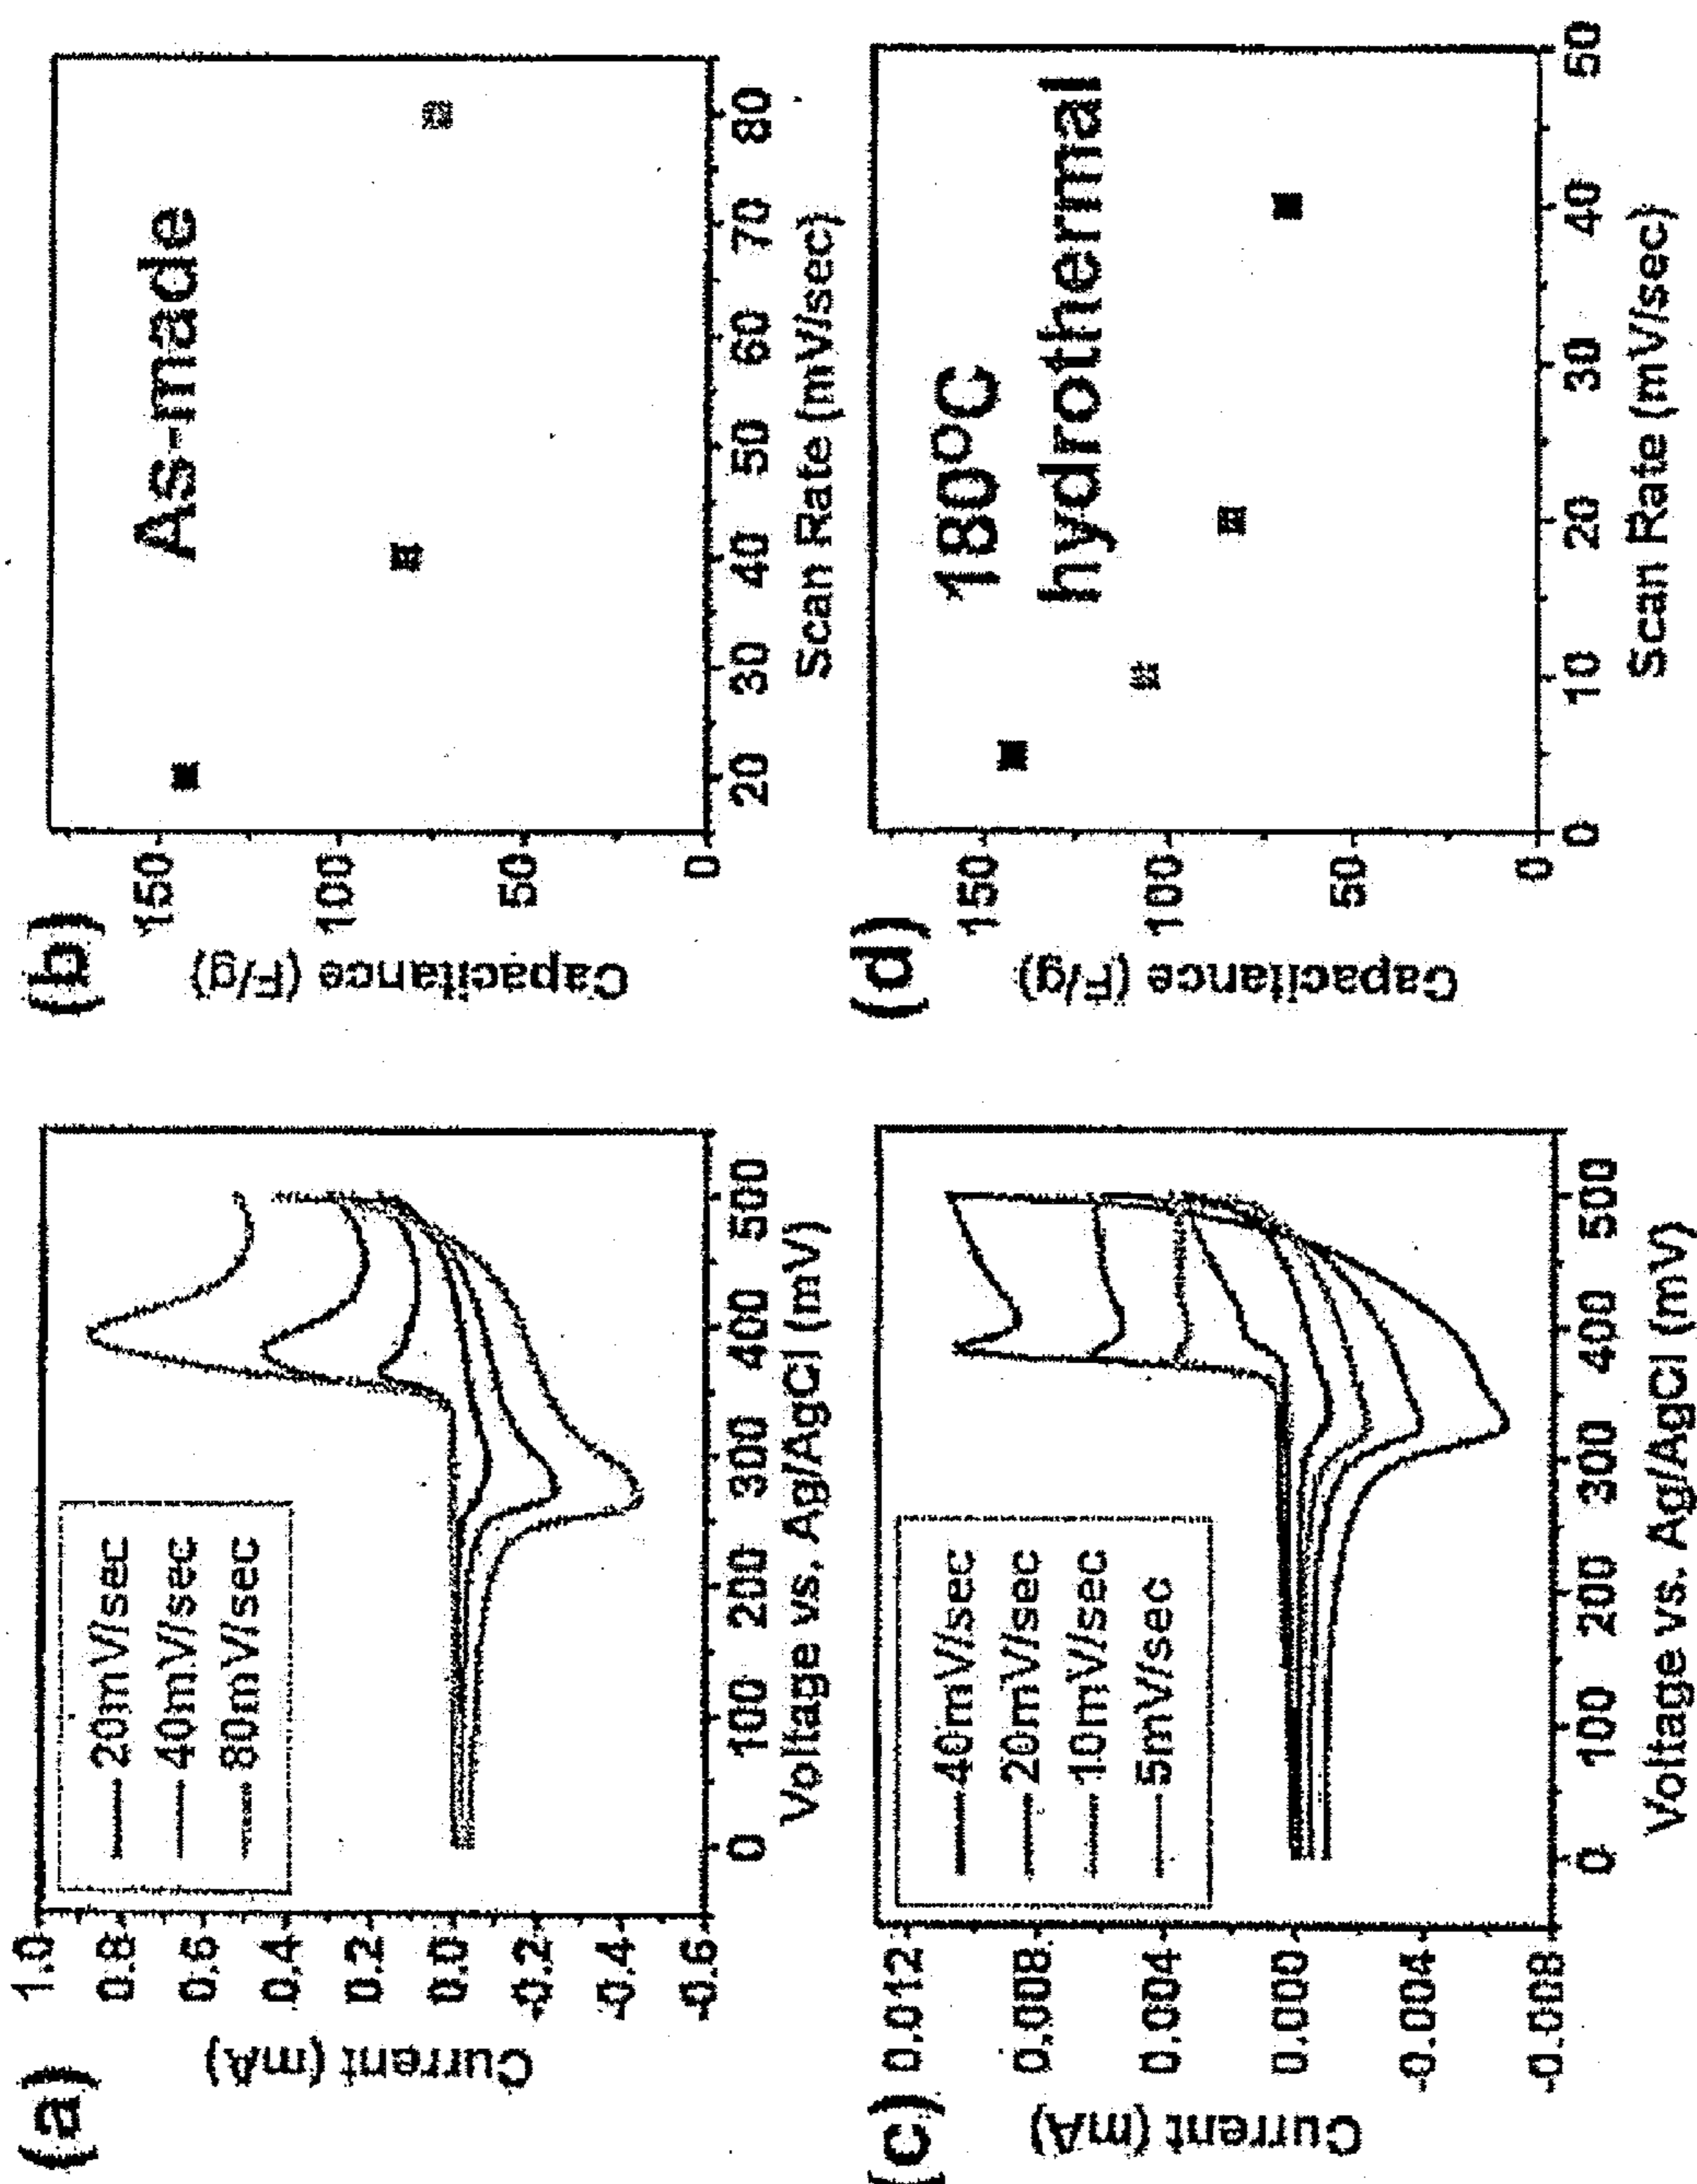 (a)
Current (mA)
1.0
0.8
0.6
0.4
0.2
0.0
-0.2
-0.4
-0.6
20mV/sec
40mV/sec
80mV/sec
0 100 200 300 400 500
Voltage vs. Ag/AgCl (mV)
(b)
Capacitance (F/g)
150
100
50
0
As-made
20 30 40 50 60 70 80
Scan Rate (mV/sec)
(c)
Current (mA)
0.012
0.008
0.004
0.000
-0.004
-0.008
40mV/sec
20mV/sec
10mV/sec
5mV/sec
0 100 200 300 400 500
Voltage vs. Ag/AgCl (mV)
(d)
Capacitance (F/g)
150
100
50
0
180ºC
hydrothermal
0 10 20 30 40 50
Scan Rate (mV/sec)